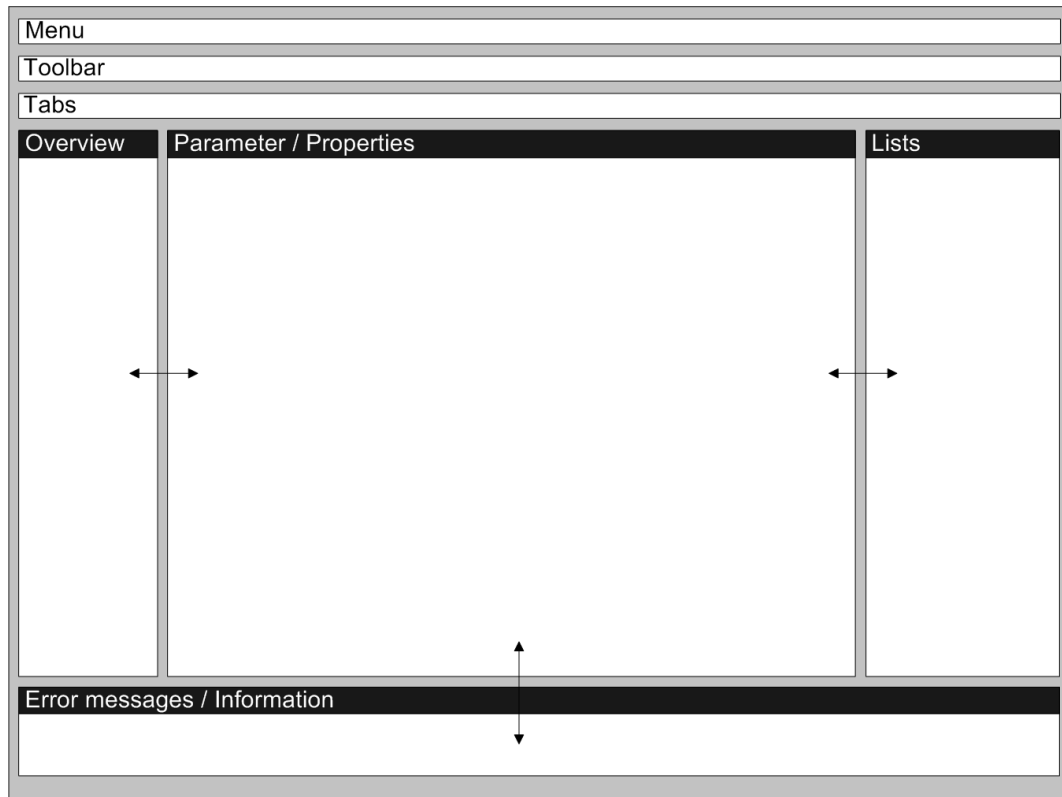 Menu
Toolbar
Tabs
Overview
Parameter / Properties
Lists
Error messages / Information